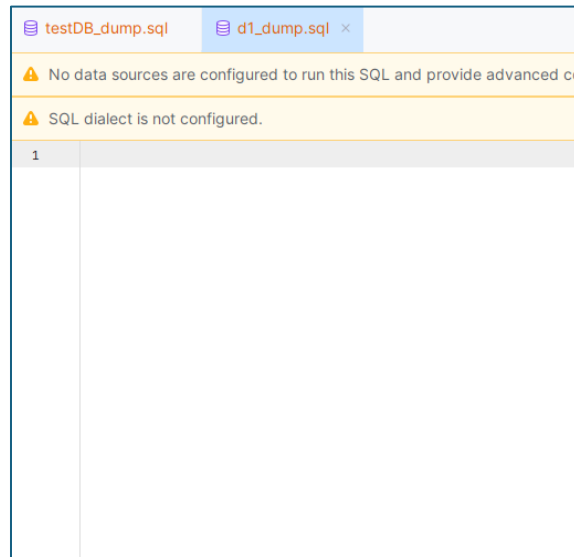 testDB_dump.sql d1_dump.sql ×
No data sources are configured to run this SQL and provide advanced
SQL dialect is not configured.
1